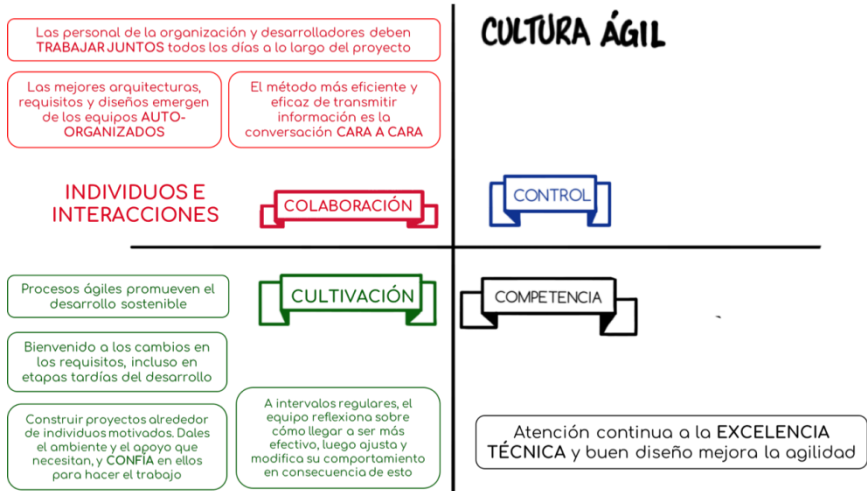 CULTURA ÁGIL
Las personal de la organización y desarrolladores deben
TRABAJAR JUNTOS todos los días a lo largo del proyecto
Las mejores arquitecturas,
requisitos y diseños emergen
de los equipos AUTO-
ORGANIZADOS
El método más eficiente y
eficaz de transmitir
información es la
conversación CARA A CARA
INDIVIDUOS E
INTERACCIONES
COLABORACIÓN
CONTROL
Procesos ágiles promueven el
desarrollo sostenible
CULTIVACIÓN
COMPETENCIA
Bienvenido a los cambios en
los requisitos, incluso en
etapas tardías del desarrollo
Construir proyectos alrededor
de individuos motivados. Dales
el ambiente y el apoyo que
necesitan, y CONFÍA en ellos
para hacer el trabajo
A intervalos regulares, el
equipo reflexiona sobre
cómo llegar a ser más
efectivo, luego ajusta y
modifica su comportamiento
en consecuencia de esto
Atención continua a la EXCELENCIA
TÉCNICA y buen diseño mejora la agilidad